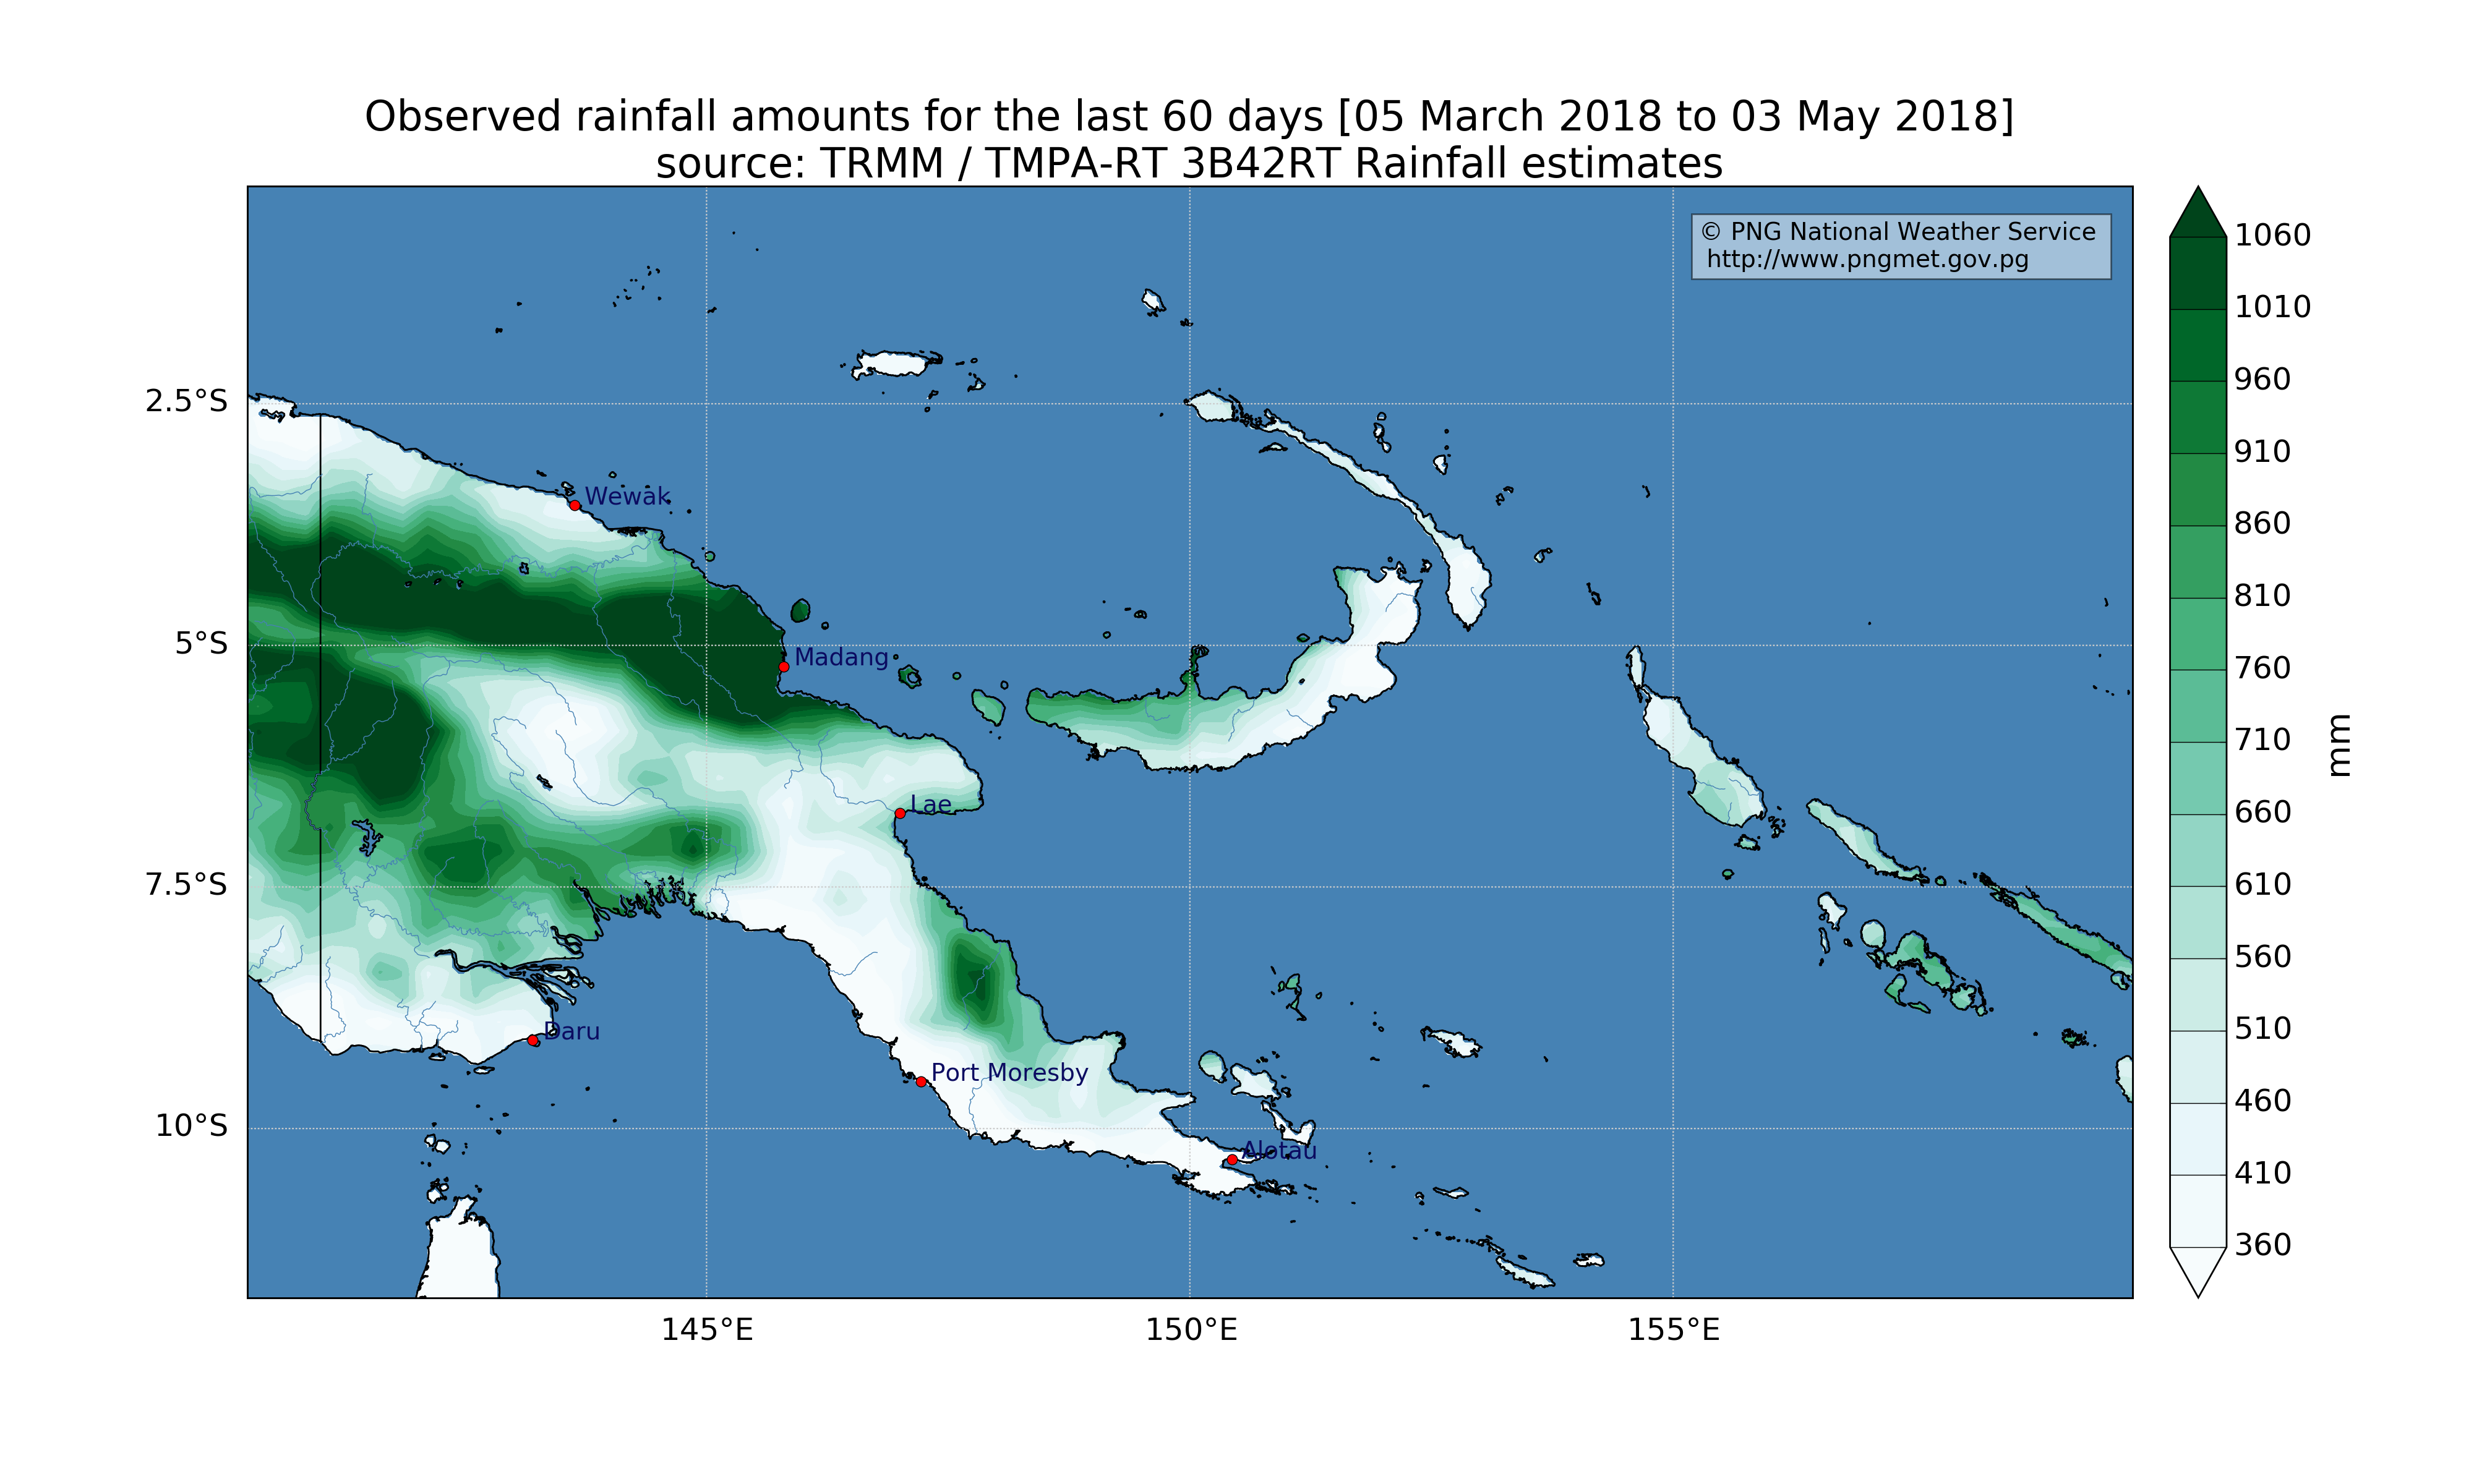 Observed rainfall amounts for the last 60 days [05 March 2018 to 03 May 2018]
source: TRMM / TMPA-RT 3B42RT Rainfall estimates
© PNG National Weather Service
http://www.pngmet.gov.pg
2.5°S
5°S
7.5°S
10°S
Wewak
Madang
Lae
Daru
Port Moresby
Alotau
145°E
150°E
155°E
1060
1010
960
910
860
810
760
710
660
610
560
510
460
410
360
mm